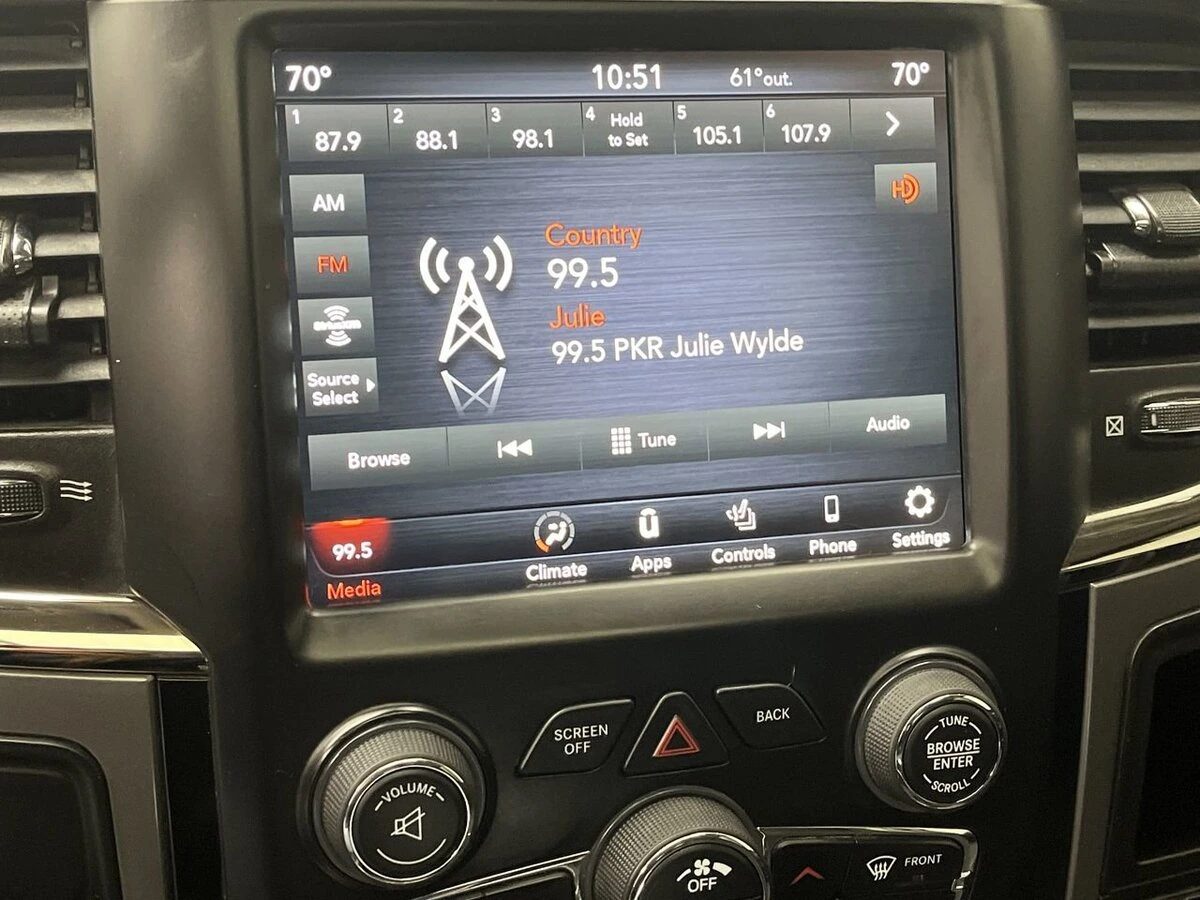 70° 10:51 61°out. 70°
1 87.9
2 88.1
3 98.1
4 Hold
to Set
5 105.1
6 107.9
AM
HD
FM
SiriusXM
Source
Select
Country
99.5
Julie
99.5 PKR Julie Wylde
Browse
Tune
Audio
99.5
Media
Climate
Apps
Controls
Phone
Settings
SCREEN
OFF
BACK
VOLUME
TUNE
BROWSE
ENTER
SCROLL
OFF
FRONT